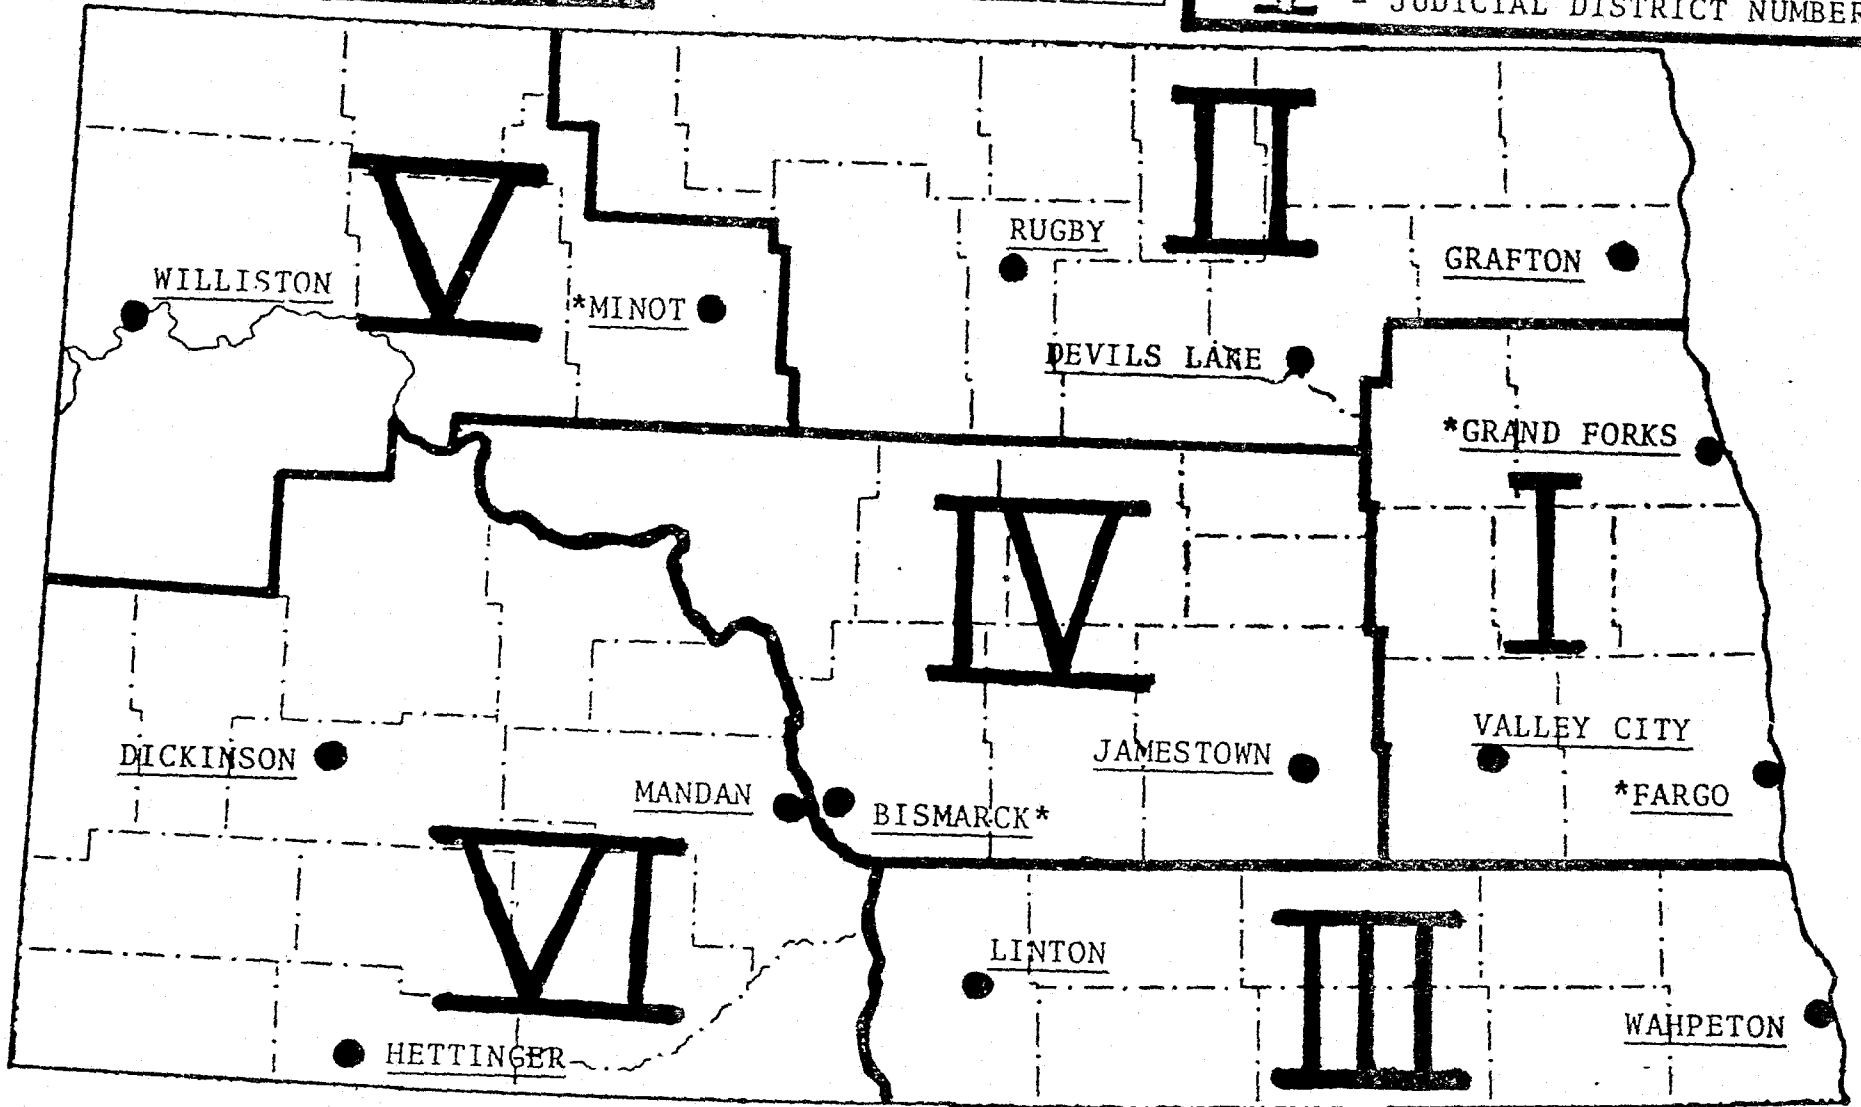 - JUDICIAL DISTRICT NUMBER
II
V
RUGBY
GRAFTON
WILLISTON
*MINOT
DEVILS LAKE
*GRAND FORKS
I
IV
VALLEY CITY
JAMESTOWN
DICKINSON
MANDAN
BISMARCK*
*FARGO
VI
III
LINTON
WAHPETON
HETTINGER